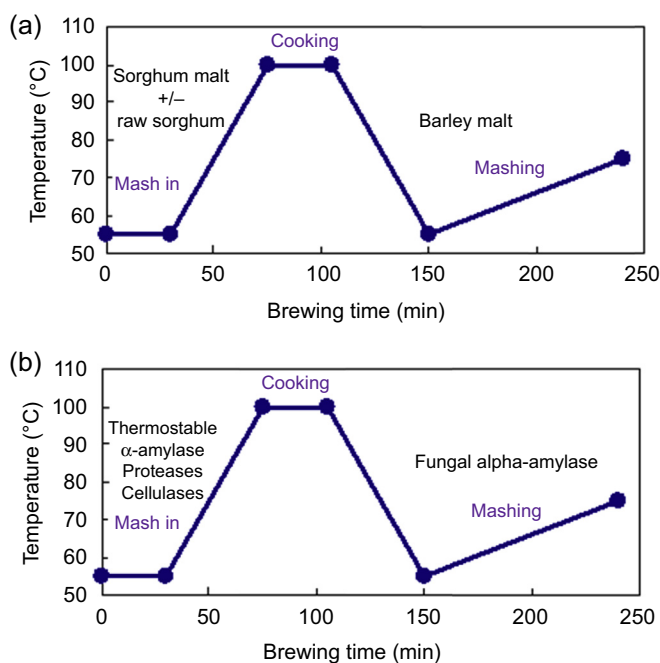 (a)
110
100
90
80
70
60
50
Temperature (°C)
Cooking
Sorghum malt
+/–
raw sorghum
Mash in
Barley malt
Mashing
0
50
100
150
200
250
Brewing time (min)
(b)
110
100
90
80
70
60
50
Temperature (°C)
Cooking
Thermostable
α-amylase
Proteases
Cellulases
Mash in
Fungal alpha-amylase
Mashing
0
50
100
150
200
250
Brewing time (min)